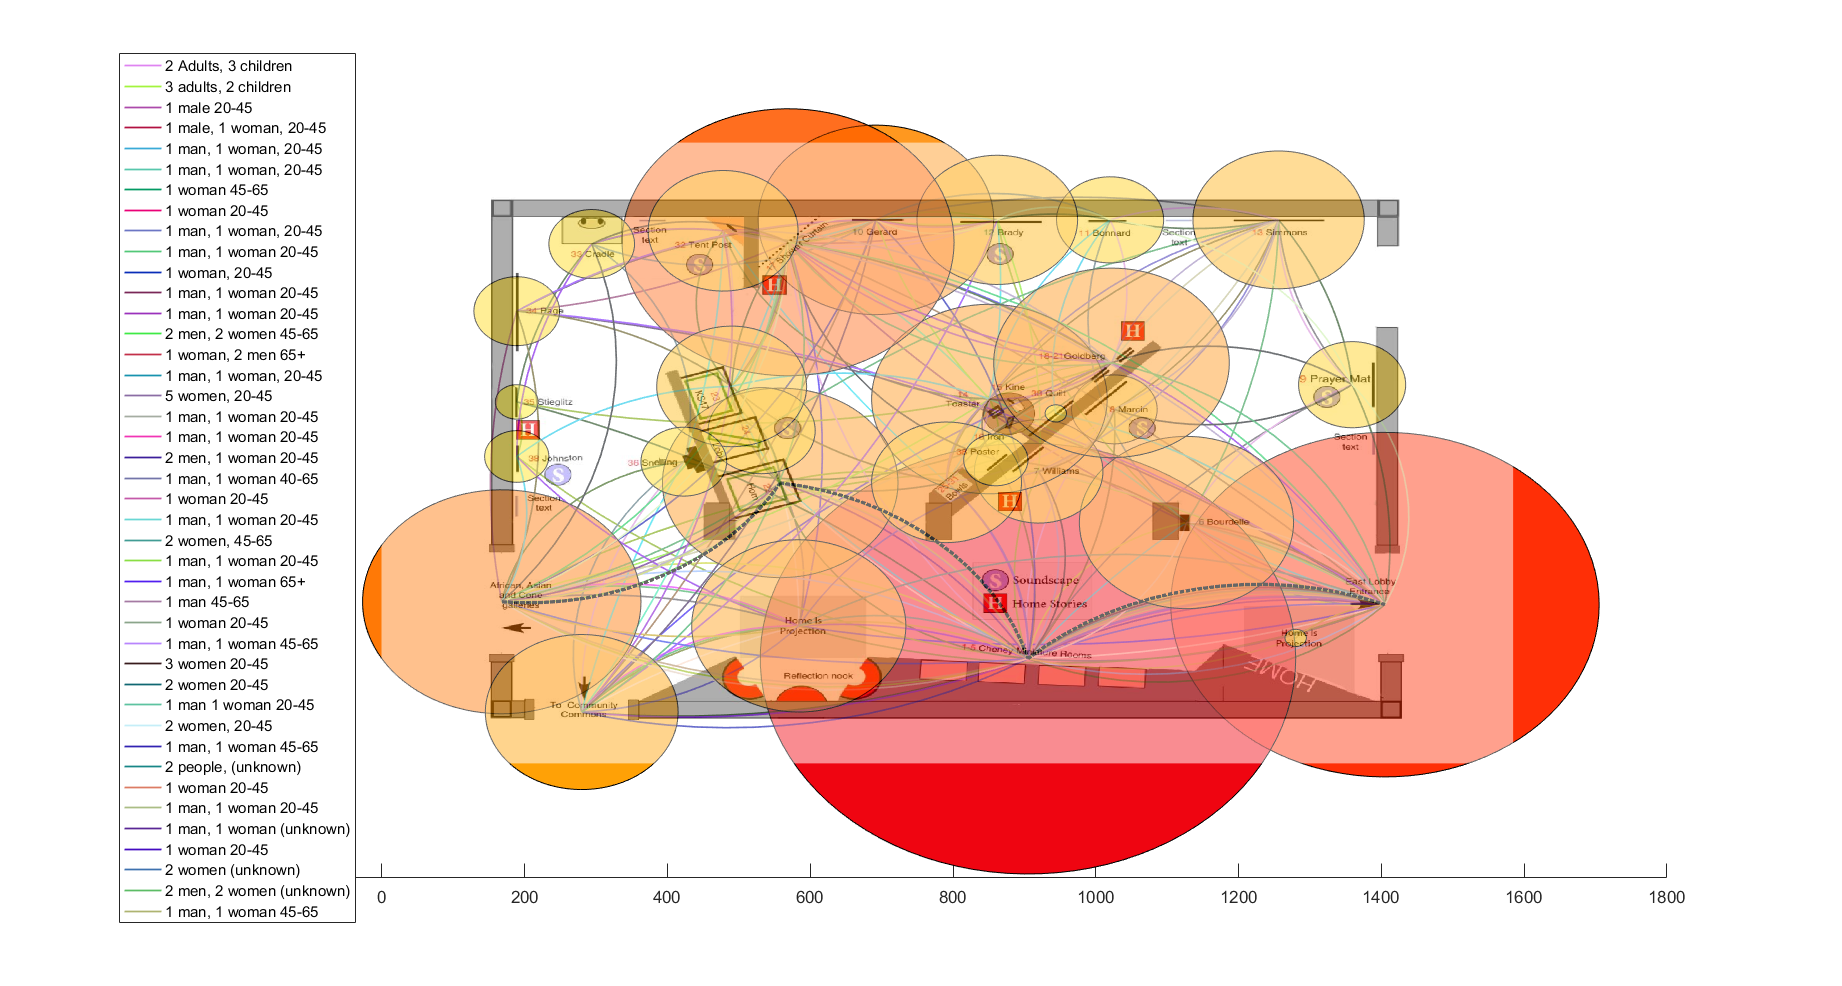 2 Adults, 3 children
3 adults, 2 children
1 male 20-45
1 male, 1 woman, 20-45
1 man, 1 woman, 20-45
1 man, 1 woman, 20-45
1 woman 45-65
1 woman 20-45
1 man, 1 woman, 20-45
1 man, 1 woman 20-45
1 woman, 20-45
1 man, 1 woman 20-45
1 man, 1 woman 20-45
2 men, 2 women 45-65
1 woman, 2 men 65+
1 man, 1 woman, 20-45
5 women, 20-45
1 man, 1 woman 20-45
1 man, 1 woman 20-45
2 men, 1 woman 20-45
1 man, 1 woman 40-65
1 woman 20-45
1 man, 1 woman 20-45
2 women, 45-65
1 man, 1 woman 20-45
1 man, 1 woman 65+
1 man 45-65
1 woman 20-45
1 man, 1 woman 45-65
3 women 20-45
2 women 20-45
1 man 1 woman 20-45
2 women, 20-45
1 man, 1 woman 45-65
2 people, (unknown)
1 woman 20-45
1 man, 1 woman 20-45
1 man, 1 woman (unknown)
1 woman 20-45
2 women (unknown)
2 men, 2 women (unknown)
1 man, 1 woman 45-65
33 Cradle
Section
text
32 Tent Post
S
Shower Curtain
H
10 Gerard
12 Brady
S
11 Bonnard
Section
text
13 Simmons
Page
Stieglitz
H
Johnston
S
Section
text
Snelling
S
H
16-21 Goldberg
Kine
Toaster
Quilt
8 Marcin
S
Iron
Poster
7 Williams
Bowls
H
9 Prayer Mat
S
Section
text
6 Bourdelle
African, Asian
and Cone
galleries
To Community
Commons
Home Is
Projection
Reflection nook
S Soundscape
H Home Stories
1-5 Cheney Miniature Rooms
East Lobby
Entrance
Home Is
Projection
HOME
0 200 400 600 800 1000 1200 1400 1600 1800